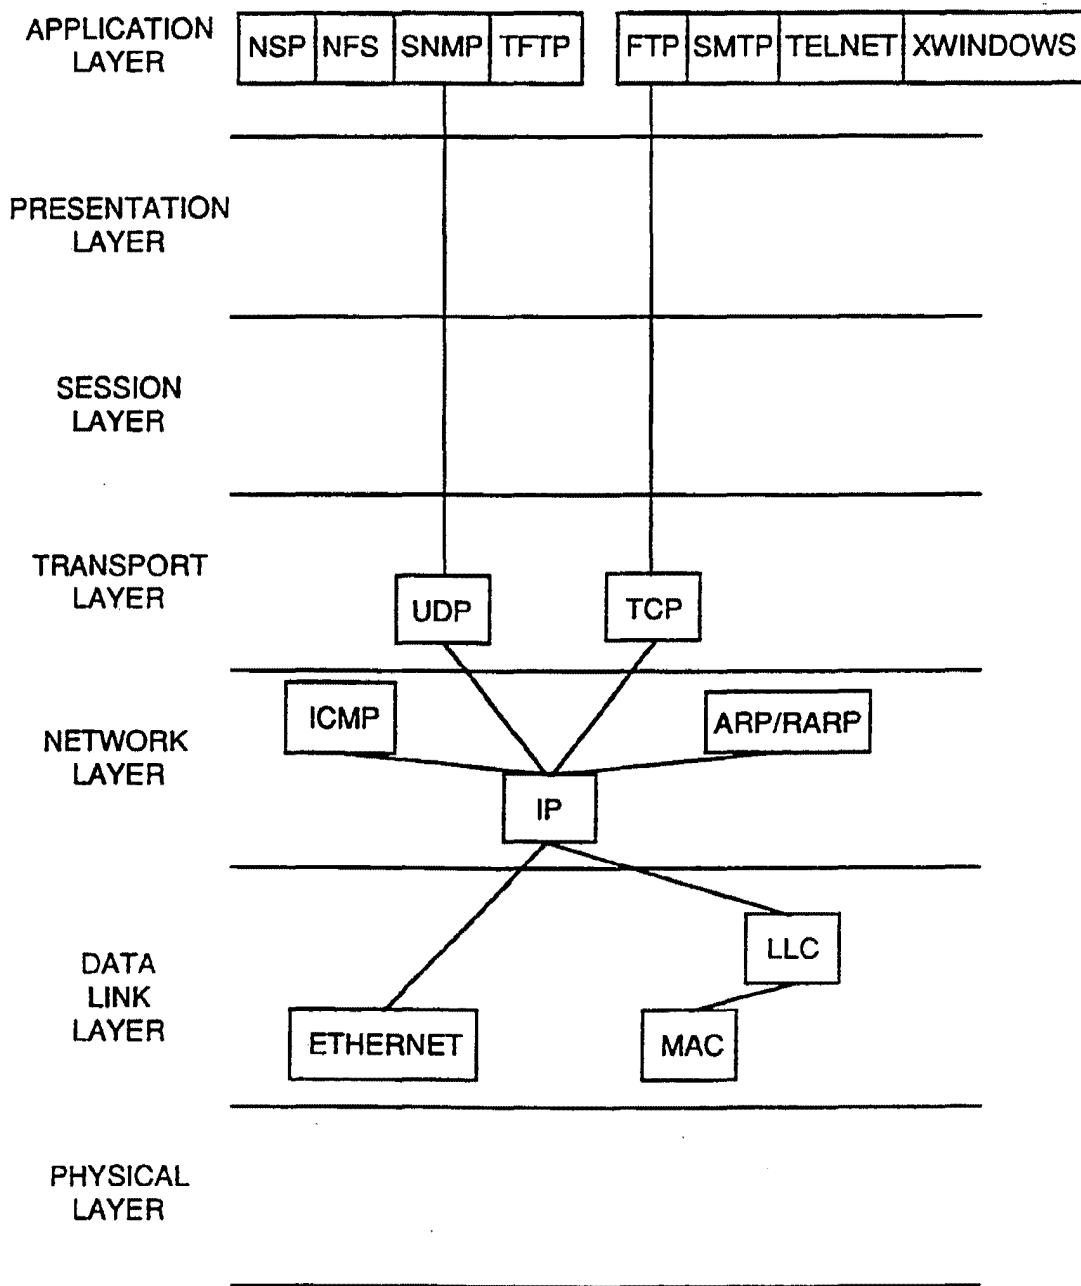 APPLICATION
LAYER
NSP NFS SNMP TFTP FTP SMTP TELNET XWINDOWS
PRESENTATION
LAYER
SESSION
LAYER
TRANSPORT
LAYER
UDP TCP
NETWORK
LAYER
ICMP ARP/RARP
IP
DATA
LINK
LAYER
LLC
ETHERNET MAC
PHYSICAL
LAYER